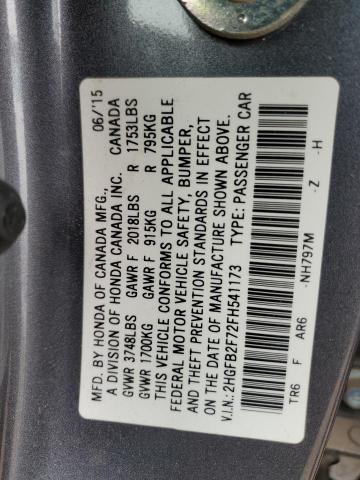 MFD. BY HONDA OF CANADA MFG., 06/'15
A DIVISION OF HONDA CANADA INC. CANADA
GVWR 3748LBS GAWR F 2018LBS R 1753LBS
GVWR 1700KG GAWR F 915KG R 795KG
THIS VEHICLE CONFORMS TO ALL APPLICABLE
FEDERAL MOTOR VEHICLE SAFETY, BUMPER,
AND THEFT PREVENTION STANDARDS IN EFFECT
ON THE DATE OF MANUFACTURE SHOWN ABOVE.
V.I.N.: 2HGFB2F72FH541173 TYPE: PASSENGER CAR
TR6 F AR6 -NH797M -Z -H